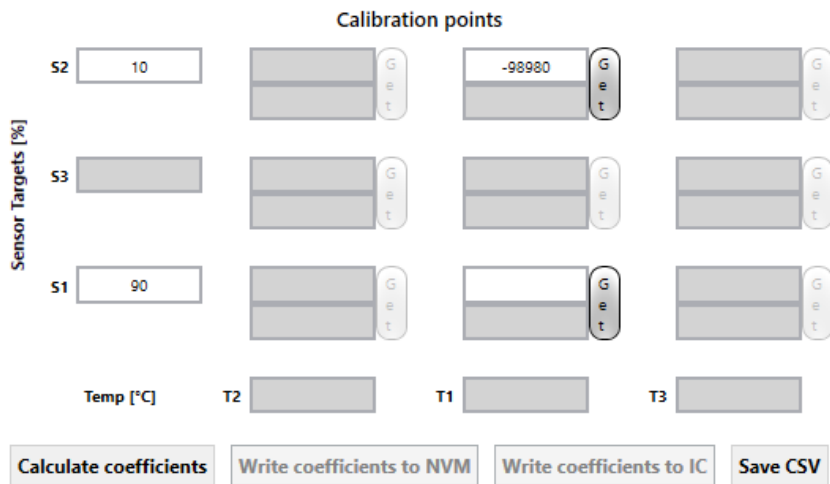 Calibration points
Sensor Targets [%]
S2 10 Get -98980 Get Get
S3 Get Get Get
S1 90 Get Get Get
Temp [°C] T2 T1 T3
Calculate coefficients Write coefficients to NVM Write coefficients to IC Save CSV